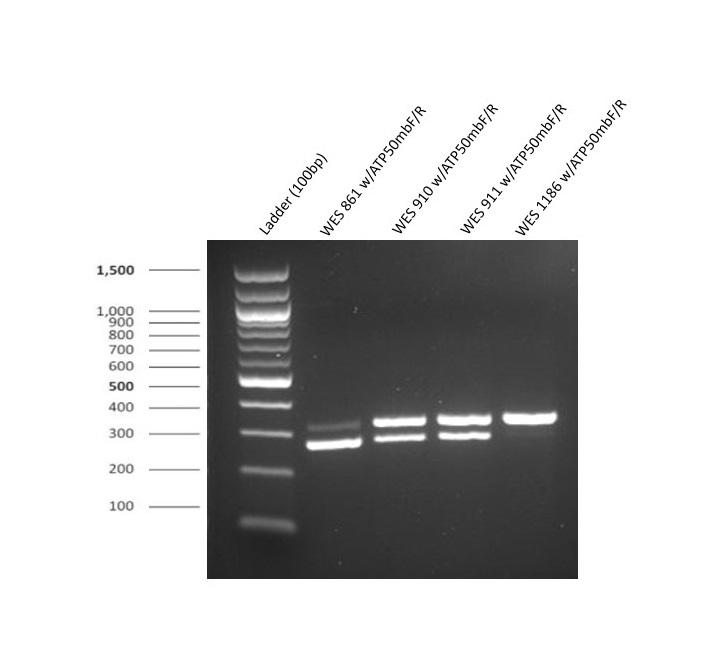 Ladder (100bp)
WES 861 w/ATP50mbF/R
WES 910 w/ATP50mbF/R
WES 911 w/ATP50mbF/R
WES 1186 w/ATP50mbF/R
1,500
1,000
900
800
700
600
500
400
300
200
100